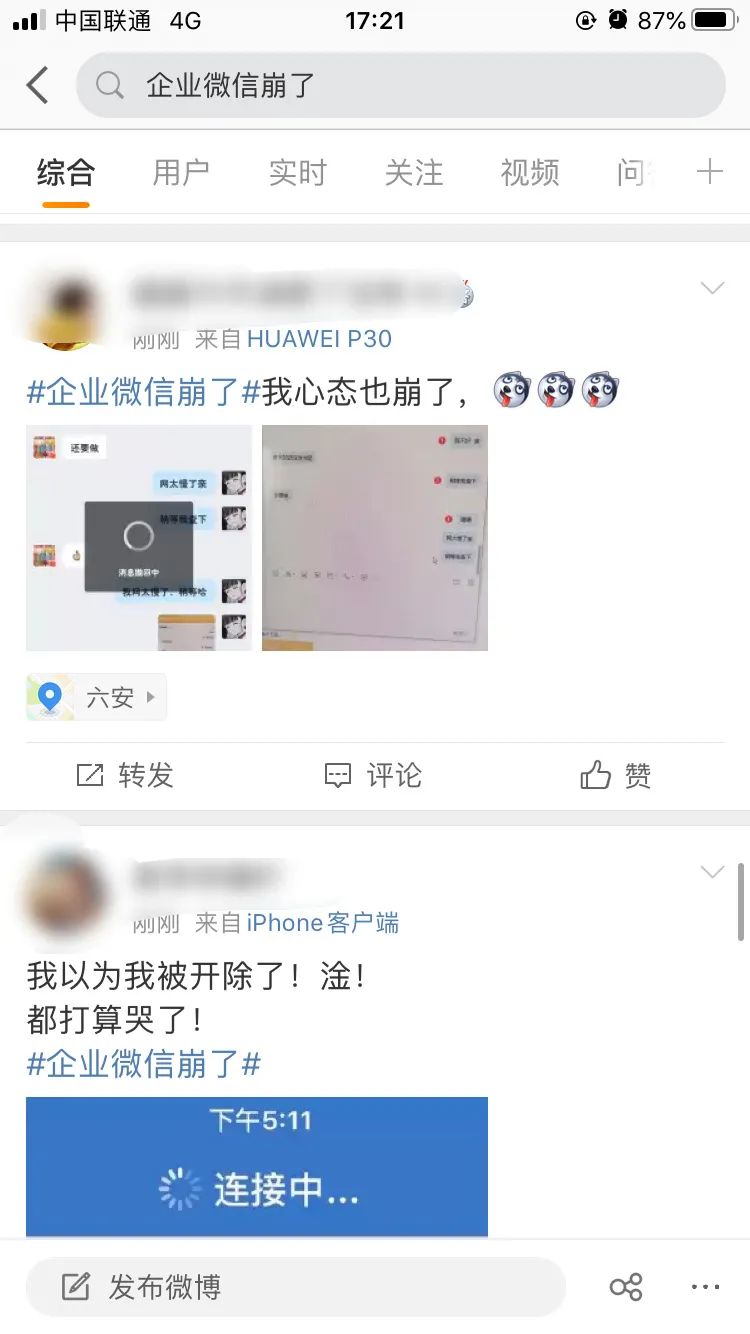 中国联通 4G 17:21 87%
企业微信崩了
综合 用户 实时 关注 视频 问
刚刚 来自 HUAWEI P30
#企业微信崩了#我心态也崩了，
还要做
网太慢了亲
稍等我查下
消息撤回中
我网太慢了、稍等哈
网太慢了亲
六安
转发 评论 赞
刚刚 来自 iPhone客户端
我以为我被开除了！淦！
都打算哭了！
#企业微信崩了#
下午5:11
连接中...
发布微博